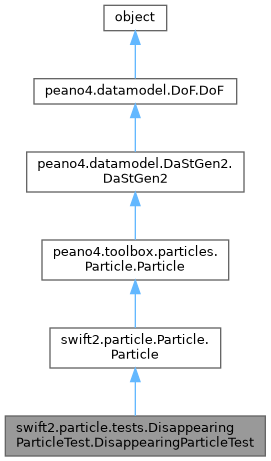 object
peano4.datamodel.DoF.DoF
peano4.datamodel.DaStGen2.
DaStGen2
peano4.toolbox.particles.
Particle.Particle
swift2.particle.Particle.
Particle
swift2.particle.tests.Disappearing
ParticleTest.DisappearingParticleTest